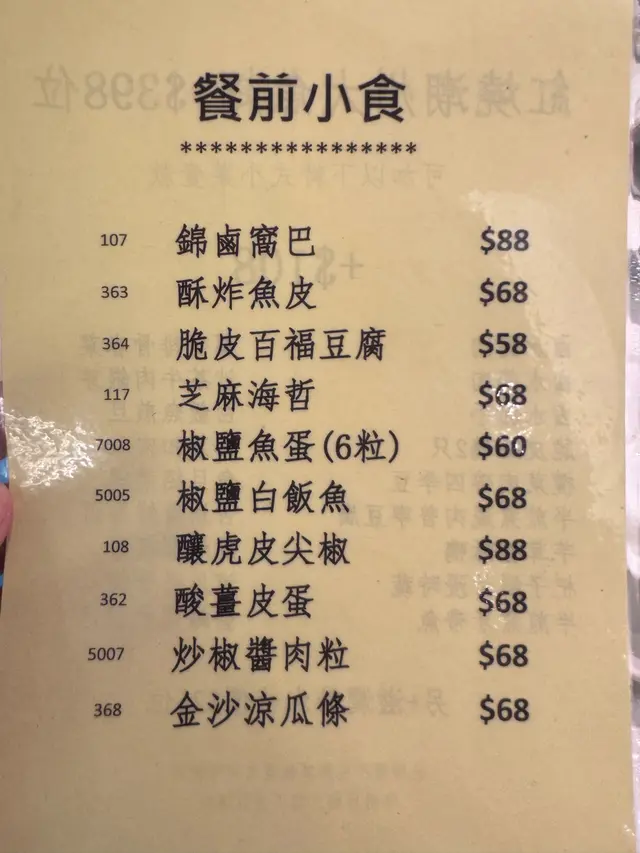 餐前小食
****************
107 錦鹵窩巴 $88
363 酥炸魚皮 $68
364 脆皮百福豆腐 $58
117 芝麻海哲 $68
7008 椒鹽魚蛋(6粒) $60
5005 椒鹽白飯魚 $68
108 釀虎皮尖椒 $88
362 酸薑皮蛋 $68
5007 炒椒醬肉粒 $68
368 金沙涼瓜條 $68